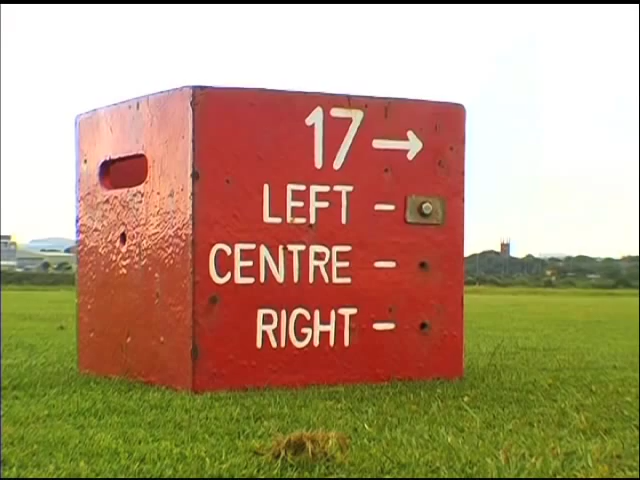 17 →
LEFT -
CENTRE -
RIGHT -